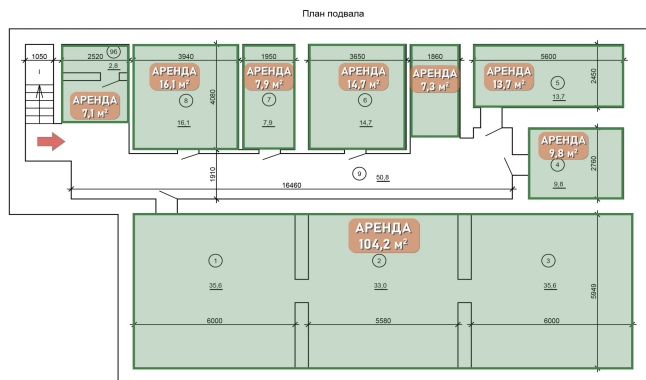 План подвала
1050
2520
9б
3940
1950
3650
1860
5600
I
2,8
АРЕНДА
7,1 м²
АРЕНДА
16,1 м²
8
16,1
4080
АРЕНДА
7,9 м²
7
7,9
АРЕНДА
14,7 м²
6
14,7
АРЕНДА
7,3 м²
АРЕНДА
13,7 м²
5
13,7
2450
АРЕНДА
9,8 м²
4
9,8
2760
1910
9
50,8
16460
АРЕНДА
104,2 м²
1
35,6
2
33,0
3
35,6
5949
6000
5580
6000